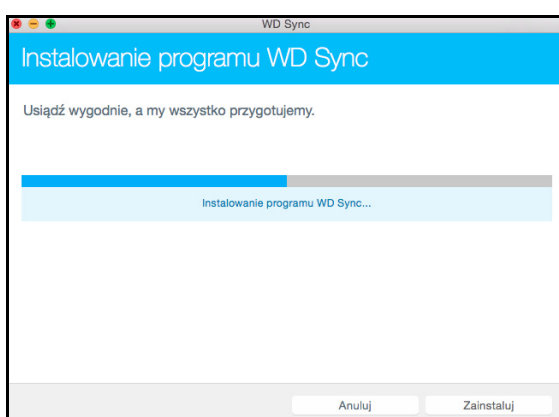 WD Sync
Instalowanie programu WD Sync
Usiądź wygodnie, a my wszystko przygotujemy.
Instalowanie programu WD Sync...
Anuluj Zainstaluj